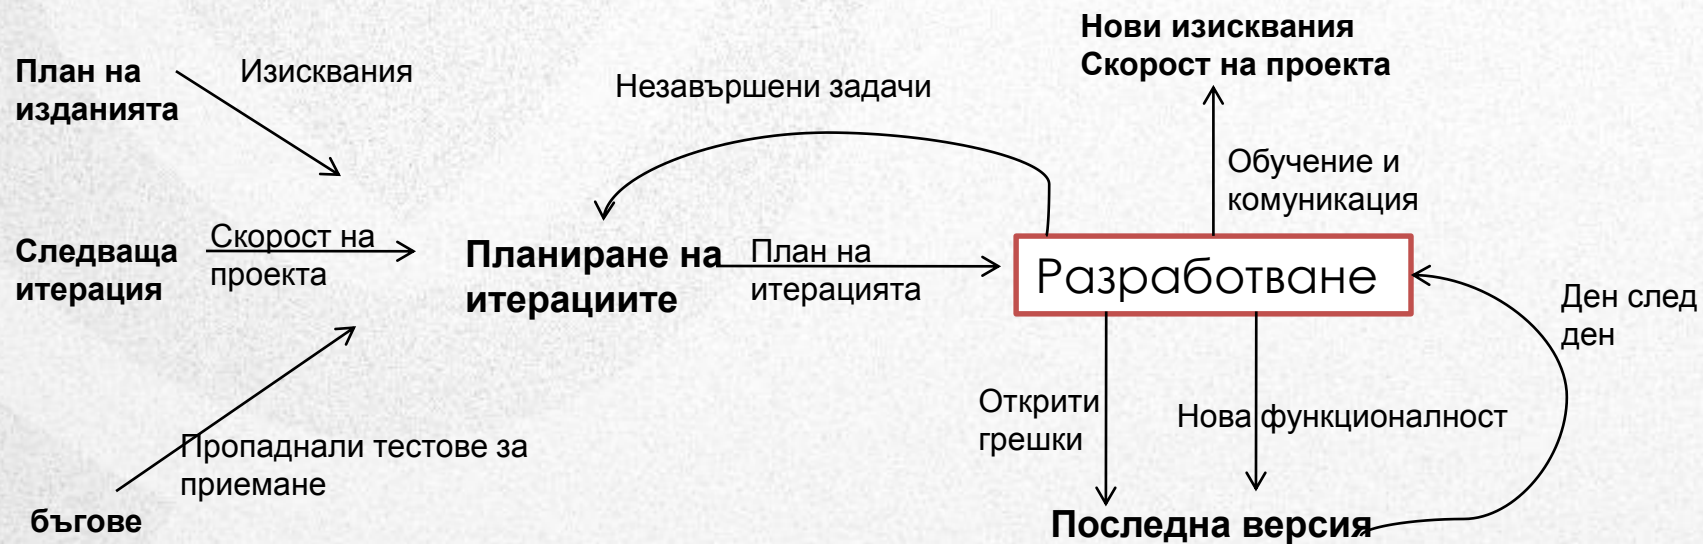 Нови изисквания
Скорост на проекта
План на
изданията
Изисквания
Незавършени задачи
Обучение и
комуникация
Следваща
итерация
Скорост на
проекта
Планиране на
итерациите
План на
итерацията
Разработване
Ден след
ден
Открити
грешки
Нова функционалност
Пропаднали тестове за
приемане
бъгове
Последна версия